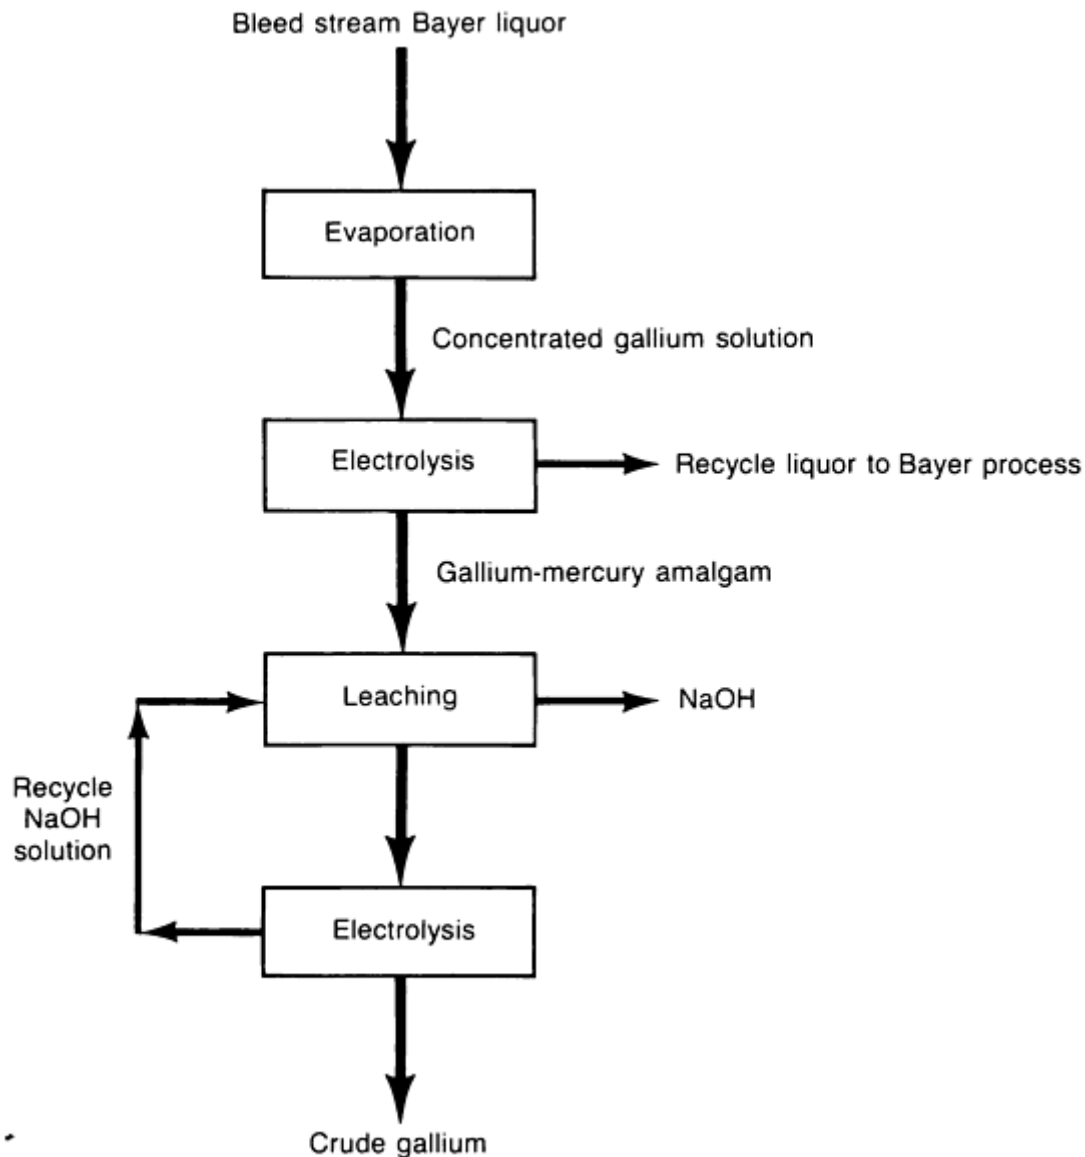 Bleed stream Bayer liquor
Evaporation
Concentrated gallium solution
Electrolysis
Recycle liquor to Bayer process
Gallium-mercury amalgam
Leaching
NaOH
Recycle
NaOH
solution
Electrolysis
Crude gallium